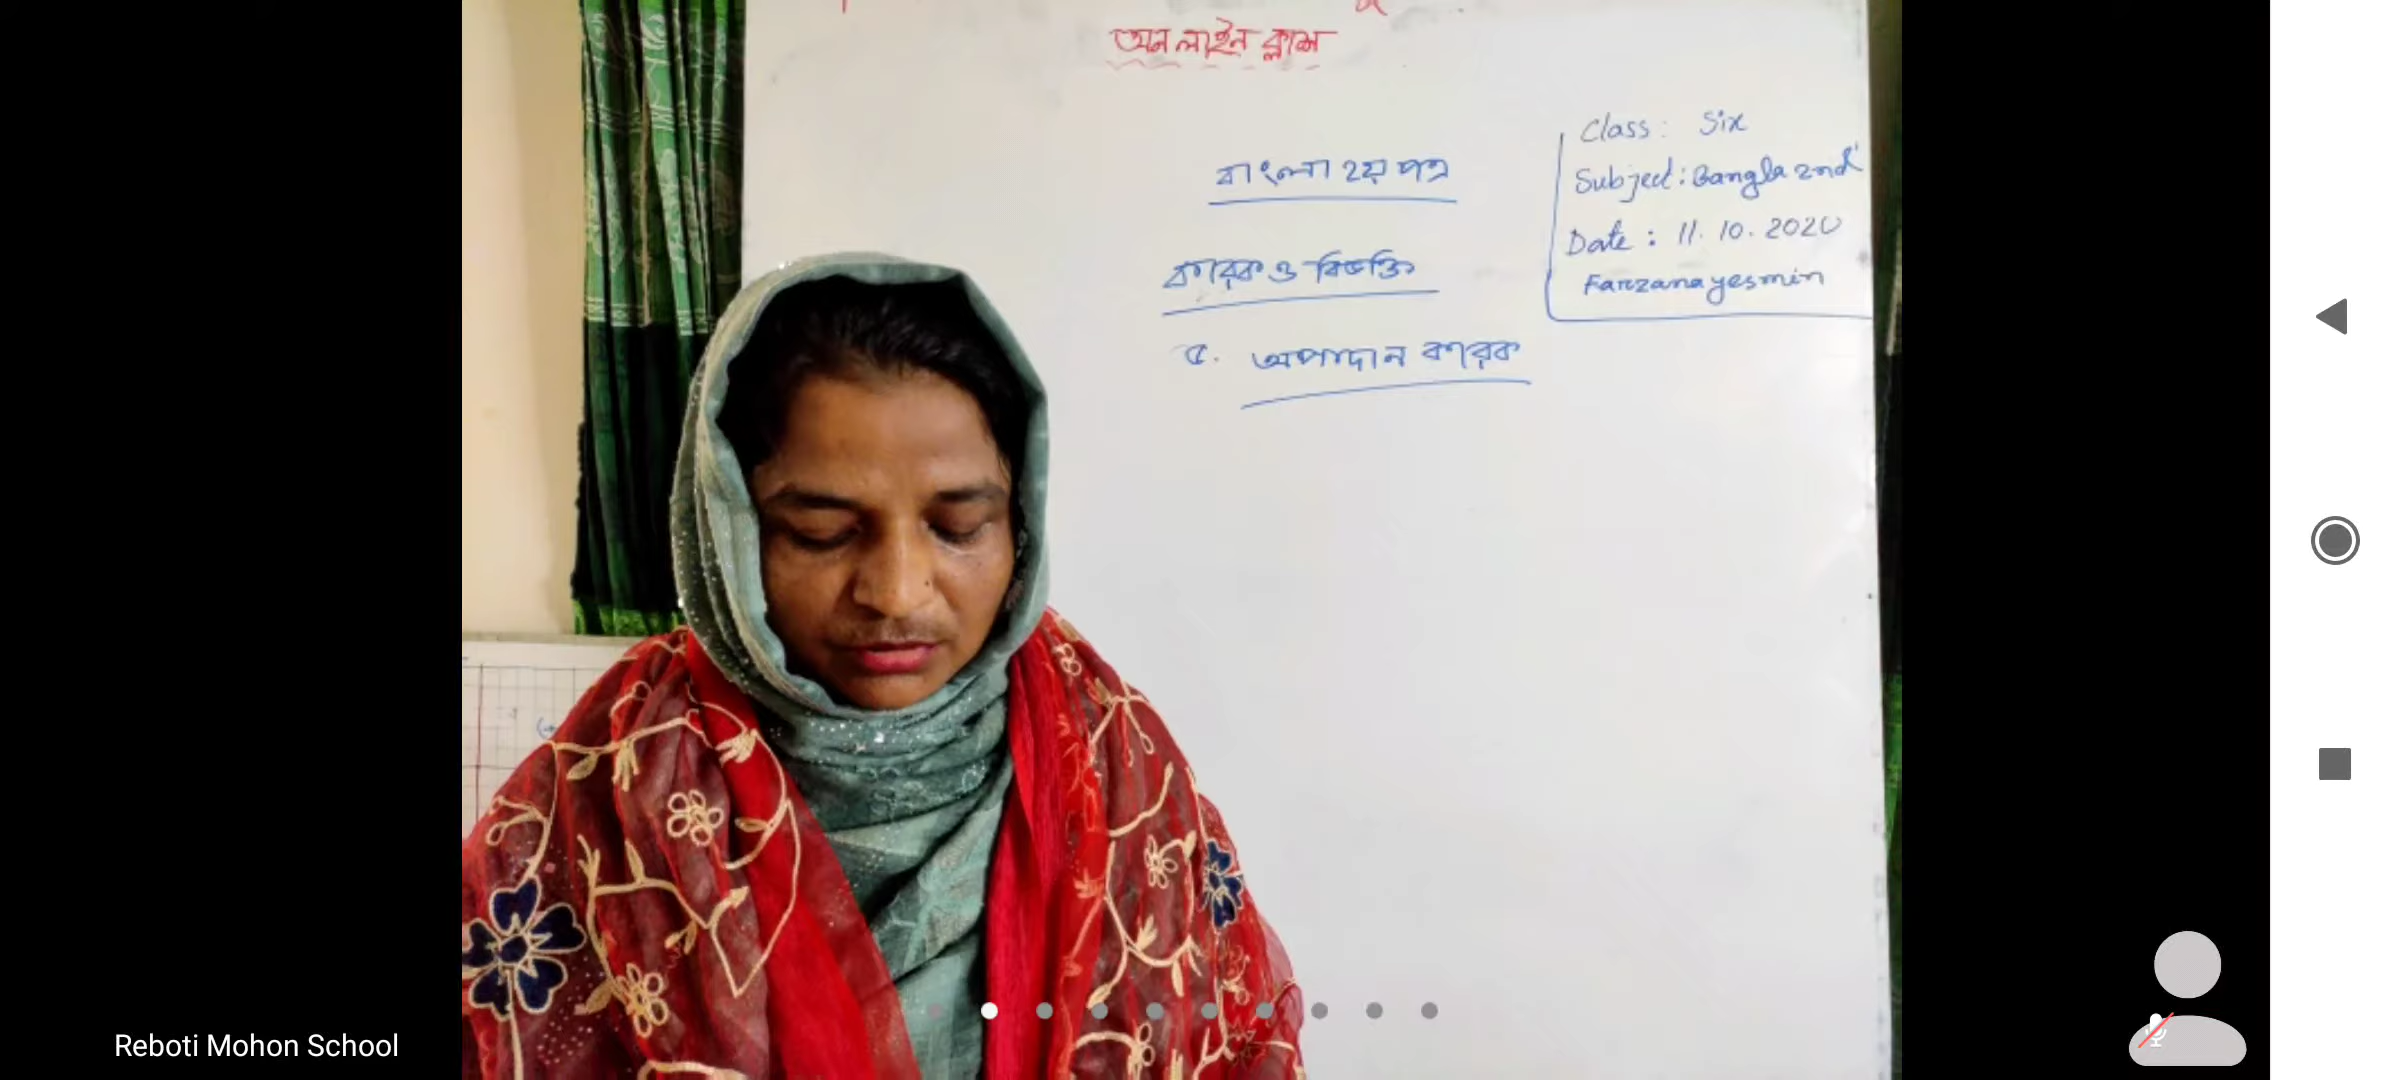 অন লাইন ক্লাশ
বাংলা ২য় পত্র
কারক ও বিভক্তি
৫. অপাদান কারক
Class: Six
Subject: Bangla 2nd
Date: 11.10.2020
Farzana yesmin
Reboti Mohon School